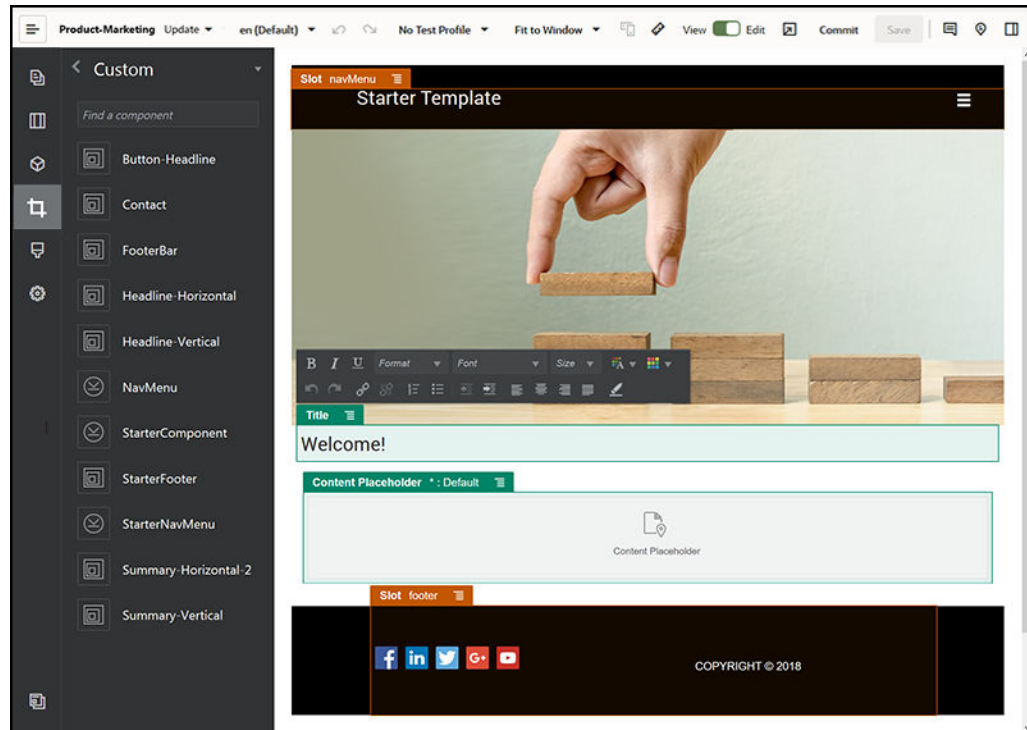 Product-Marketing Update en (Default) No Test Profile Fit to Window View Edit Commit Save
Custom
Find a component
Button-Headline
Contact
FooterBar
Headline-Horizontal
Headline-Vertical
NavMenu
StarterComponent
StarterFooter
StarterNavMenu
Summary-Horizontal-2
Summary-Vertical
Slot navMenu
Starter Template
B I U Format Font Size A
Title
Welcome!
Content Placeholder * : Default
Content Placeholder
Slot footer
f in G+
COPYRIGHT © 2018